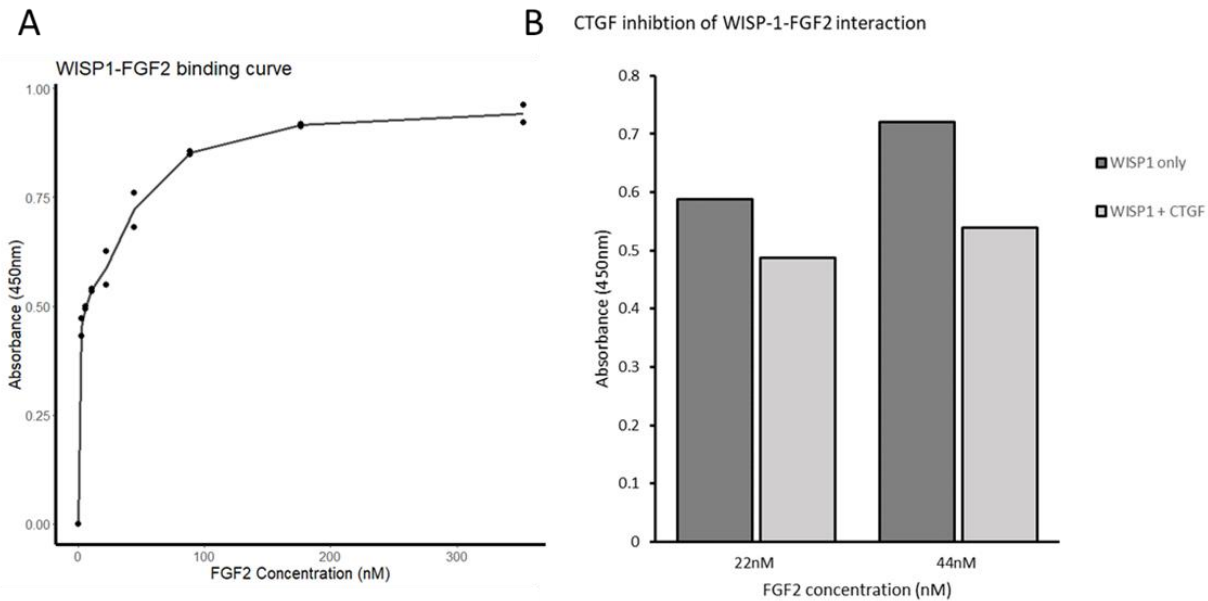 A
WISP1-FGF2 binding curve
1.00
0.75
0.50
0.25
0.00
Absorbance (450nm)
0
100
200
300
FGF2 Concentration (nM)
B
CTGF inhibtion of WISP-1-FGF2 interaction
0.8
0.7
0.6
0.5
0.4
0.3
0.2
0.1
0
Absorbance (450nm)
22nM
44nM
FGF2 concentration (nM)
WISP1 only
WISP1 + CTGF